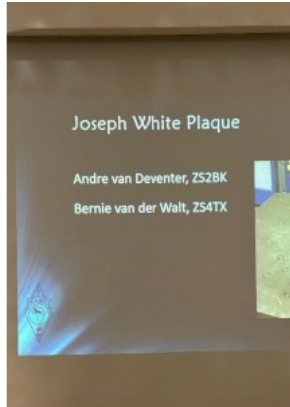 Joseph White Plaque
Andre van Deventer, ZS2BK
Bernie van der Walt, ZS4TX